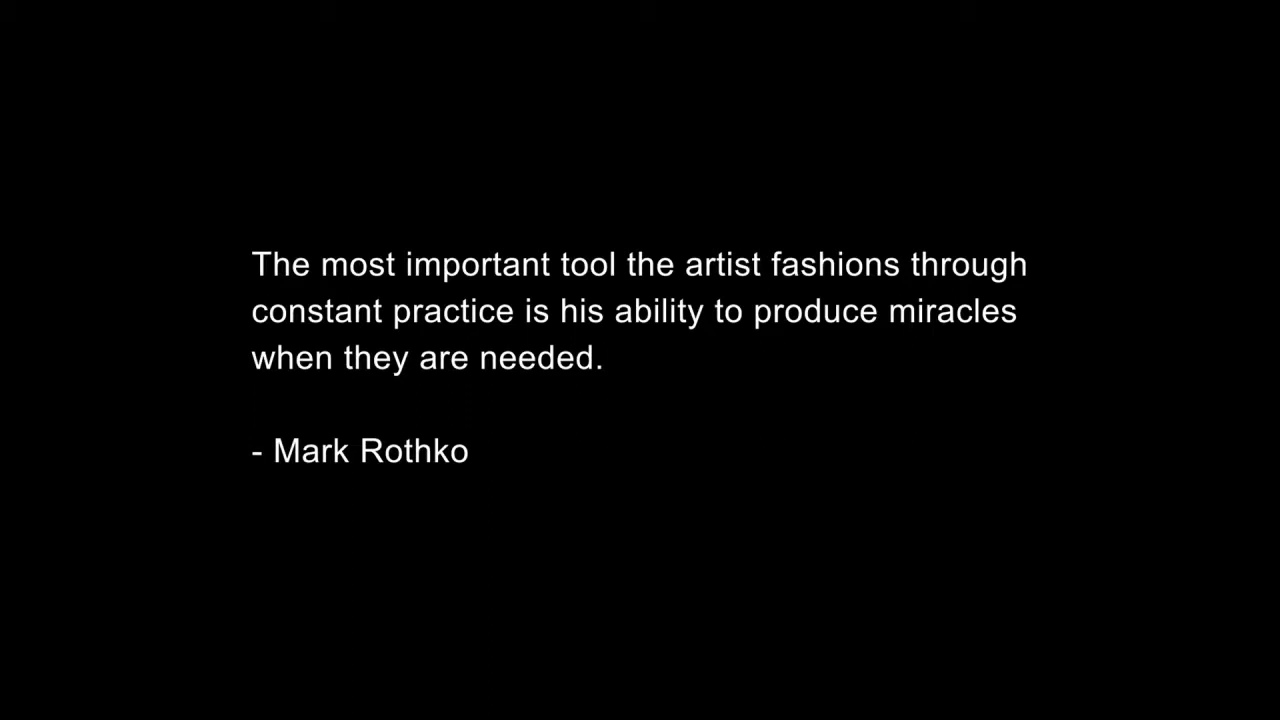 The most important tool the artist fashions through
constant practice is his ability to produce miracles
when they are needed.
- Mark Rothko